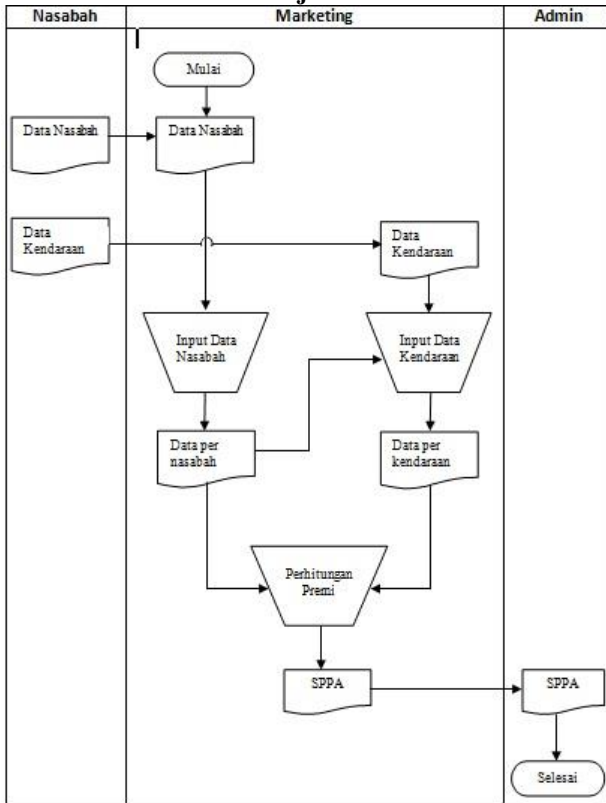 Nasabah
Marketing
Admin
Mulai
Data Nasabah
Data Nasabah
Data
Kendaraan
Data
Kendaraan
Input Data
Nasabah
Input Data
Kendaraan
Data per
nasabah
Data per
kendaraan
Perhitungan
Premi
SPPA
SPPA
Selesai